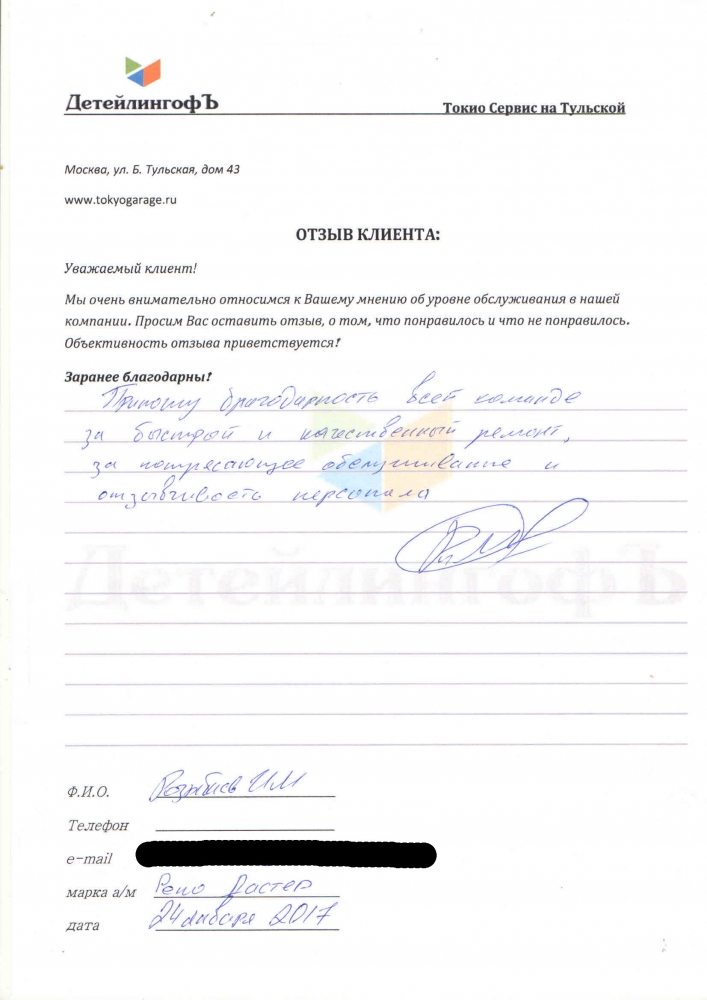 ДетейлингофЪ
Токио Сервис на Тульской
Москва, ул. Б. Тульская, дом 43
www.tokyogarage.ru
ОТЗЫВ КЛИЕНТА:
Уважаемый клиент!
Мы очень внимательно относимся к Вашему мнению об уровне обслуживания в нашей
компании. Просим Вас оставить отзыв, о том, что понравилось и что не понравилось.
Объективность отзыва приветствуется!
Заранее благодарны!
Приношу благодарность всей команде
за быстрой и качественный ремонт,
за потрясающее обслуживание и
отзывчивость персонала
ДетейлингофЪ
Ф.И.О. И.М
Телефон
e-mail
марка а/м Рено Дастер
дата 24 января 2017